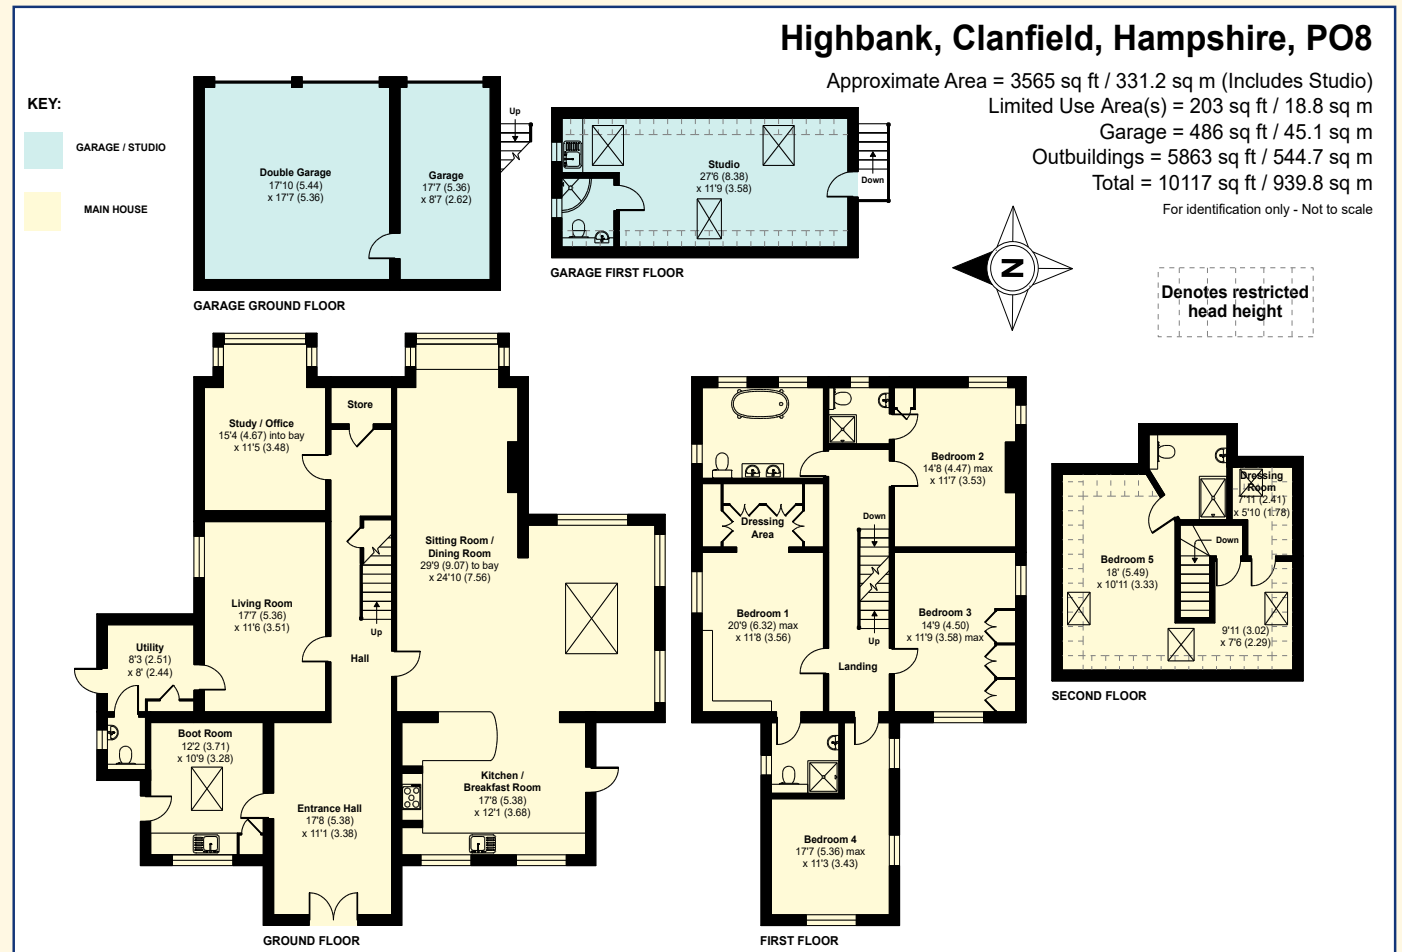 Highbank, Clanfield, Hampshire, PO8
Approximate Area = 3565 sq ft / 331.2 sq m (Includes Studio)
Limited Use Area(s) = 203 sq ft / 18.8 sq m
Garage = 486 sq ft / 45.1 sq m
Outbuildings = 5863 sq ft / 544.7 sq m
Total = 10117 sq ft / 939.8 sq m
For identification only - Not to scale
KEY:
GARAGE / STUDIO
MAIN HOUSE
Double Garage
17'10 (5.44)
x 17'7 (5.36)
Garage
17'7 (5.36)
x 8'7 (2.62)
Up
GARAGE GROUND FLOOR
Studio
27'6 (8.38)
x 11'9 (3.58)
Down
GARAGE FIRST FLOOR
N
Denotes restricted
head height
Study / Office
15'4 (4.67) into bay
x 11'5 (3.48)
Store
Sitting Room /
Dining Room
29'9 (9.07) to bay
x 24'10 (7.56)
Living Room
17'7 (5.36)
x 11'6 (3.51)
Up
Hall
Utility
8'3 (2.51)
x 8' (2.44)
Boot Room
12'2 (3.71)
x 10'9 (3.28)
Entrance Hall
17'8 (5.38)
x 11'1 (3.38)
Kitchen /
Breakfast Room
17'8 (5.38)
x 12'1 (3.68)
GROUND FLOOR
Bedroom 2
14'8 (4.47) max
x 11'7 (3.53)
Dressing
Area
Down
Bedroom 1
20'9 (6.32) max
x 11'8 (3.56)
Bedroom 3
14'9 (4.50)
x 11'9 (3.58) max
Up
Landing
Bedroom 4
17'7 (5.36) max
x 11'3 (3.43)
FIRST FLOOR
Dressing
Room
7'11 (2.41)
x 5'10 (1.78)
Down
Bedroom 5
18' (5.49)
x 10'11 (3.33)
9'11 (3.02)
x 7'6 (2.29)
SECOND FLOOR